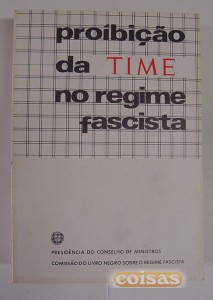 proibição
da TIME
no regime
fascista
PRESIDÊNCIA DO CONSELHO DE MINISTROS
COMISSÃO DO LIVRO NEGRO SOBRE O REGIME FASCISTA
coisas